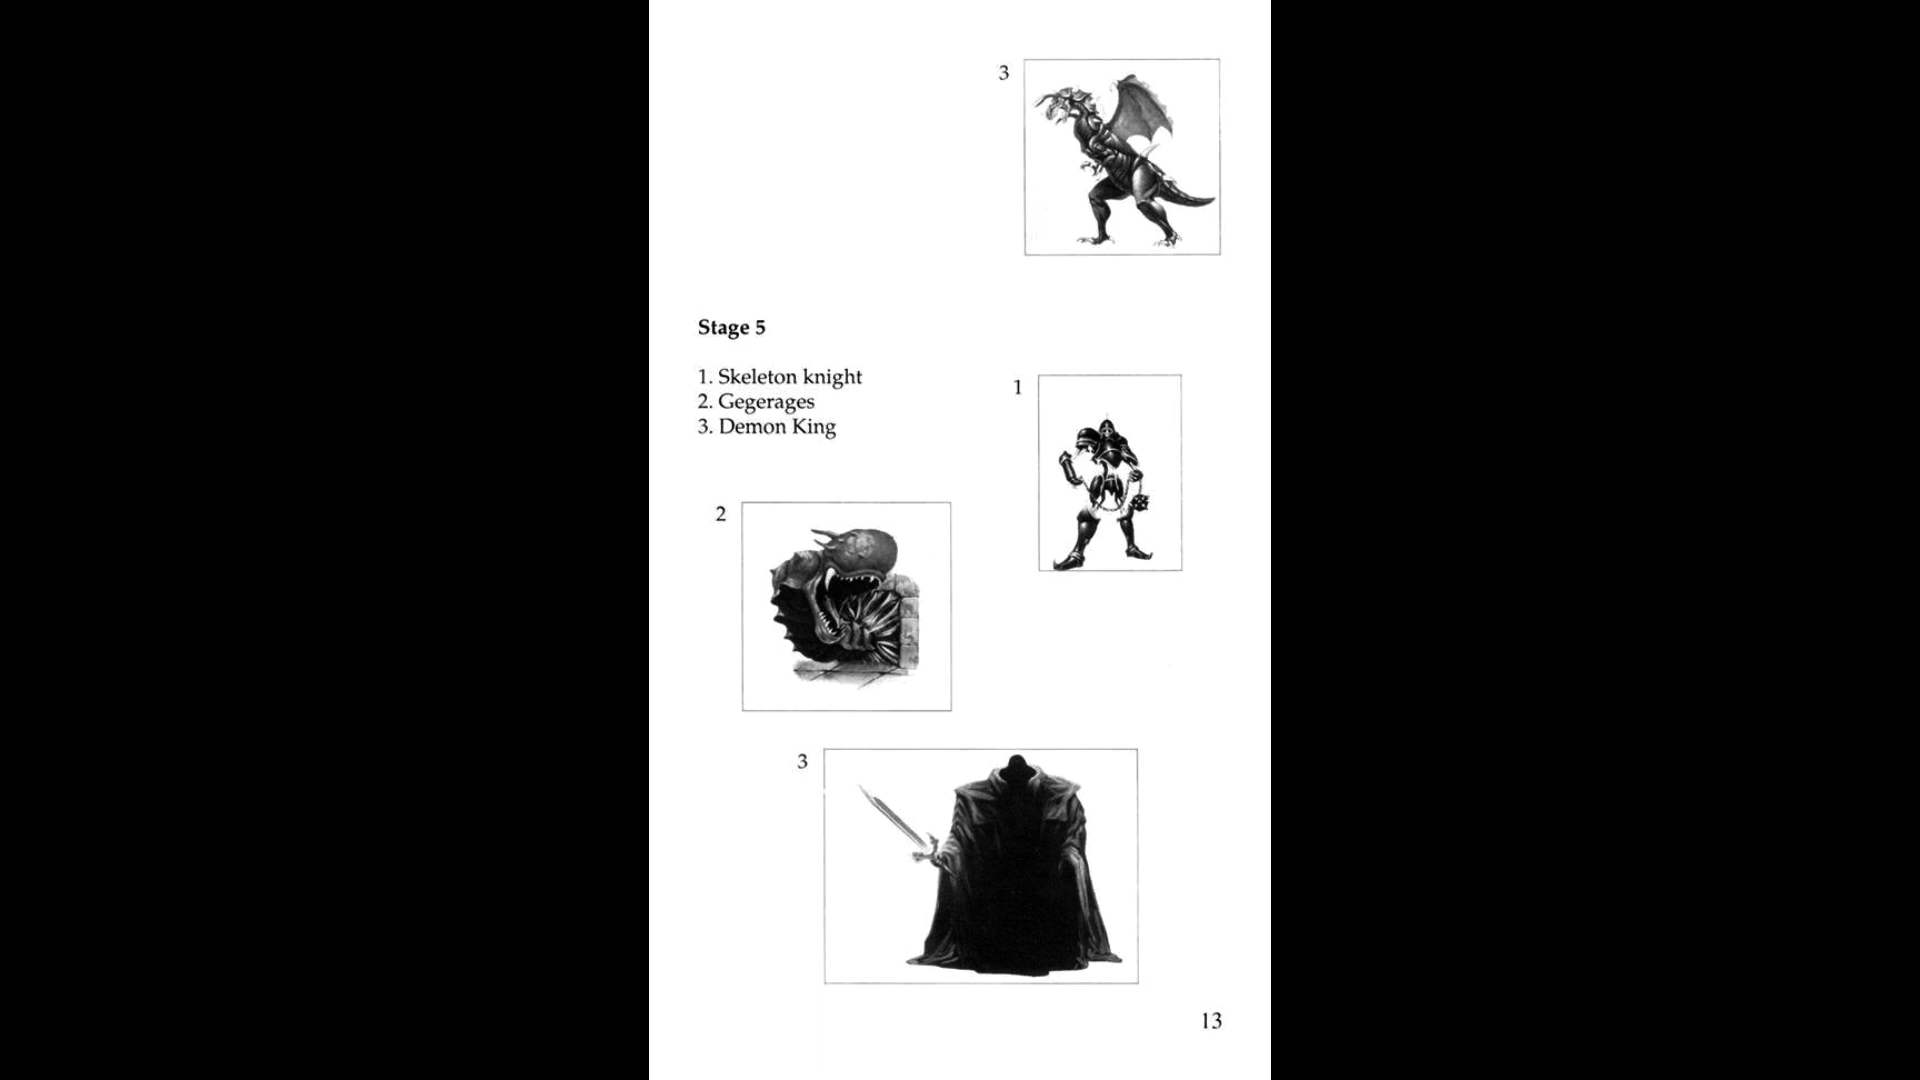 3
Stage 5
1. Skeleton knight
2. Gegerages
3. Demon King
1
2
3
13